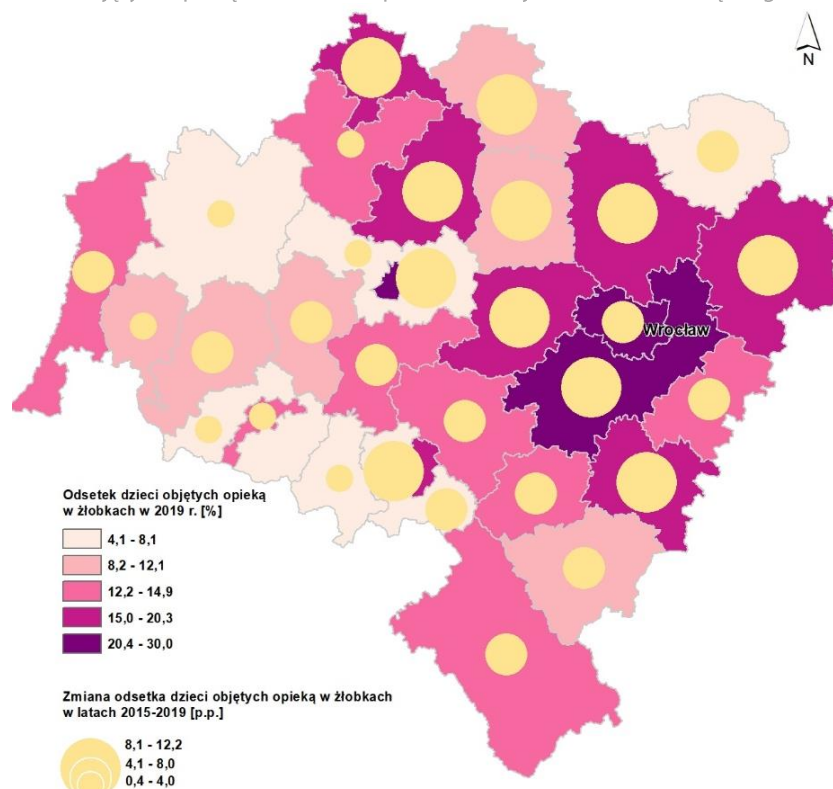 N
Wrocław
Odsetek dzieci objętych opieką
w żłobkach w 2019 r. [%]
4,1 - 8,1
8,2 - 12,1
12,2 - 14,9
15,0 - 20,3
20,4 - 30,0
Zmiana odsetka dzieci objętych opieką w żłobkach
w latach 2015-2019 [p.p.]
8,1 - 12,2
4,1 - 8,0
0,4 - 4,0